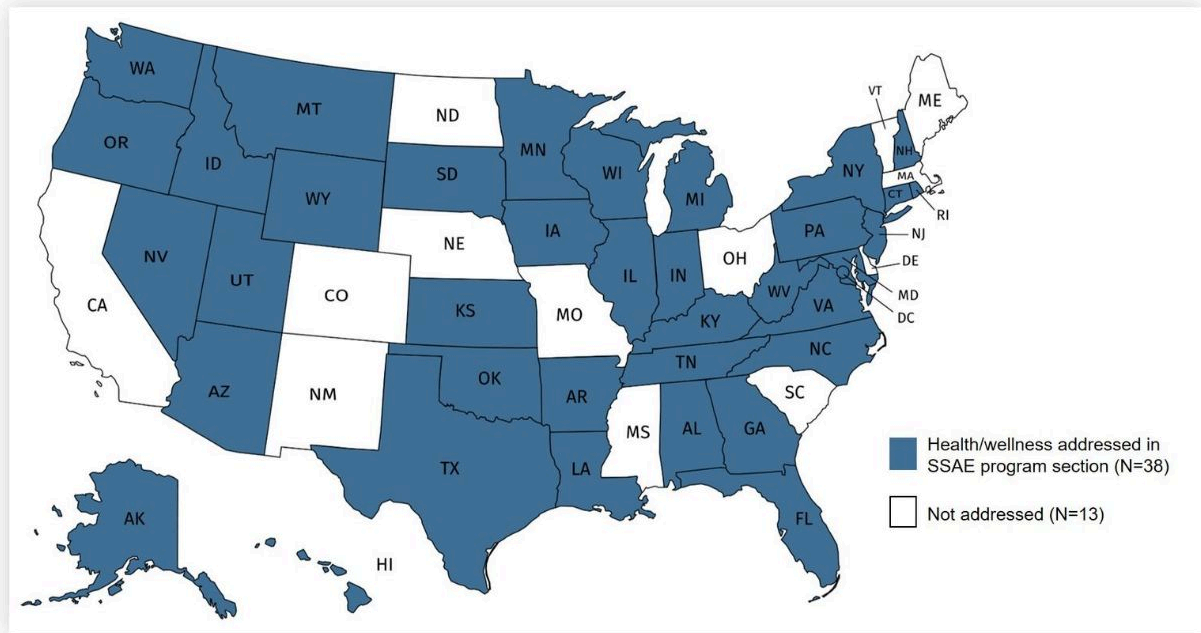 WA
MT
ND
MN
VT
ME
OR
ID
SD
WI
NY
NH
MA
WY
MI
CT
RI
NE
IA
PA
NJ
NV
UT
CO
IL
IN
OH
DE
CA
KS
MO
WV
VA
MD
DC
KY
NC
AZ
NM
OK
AR
TN
SC
MS
AL
GA
TX
LA
FL
AK
HI
Health/wellness addressed in
SSAE program section (N=38)
Not addressed (N=13)